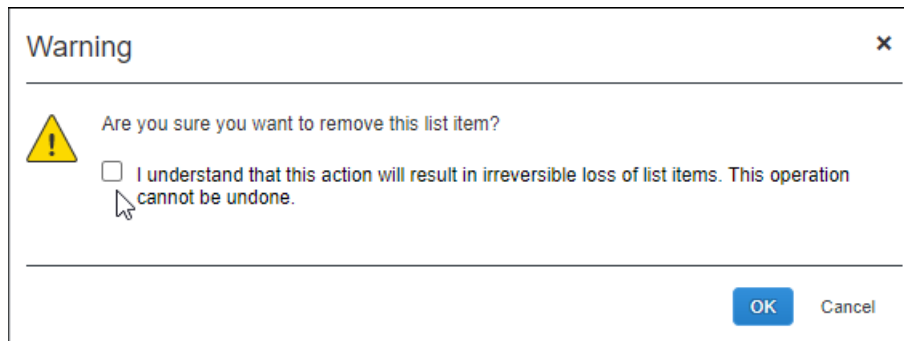 Warning
Are you sure you want to remove this list item?
I understand that this action will result in irreversible loss of list items. This operation
cannot be undone.
OK Cancel